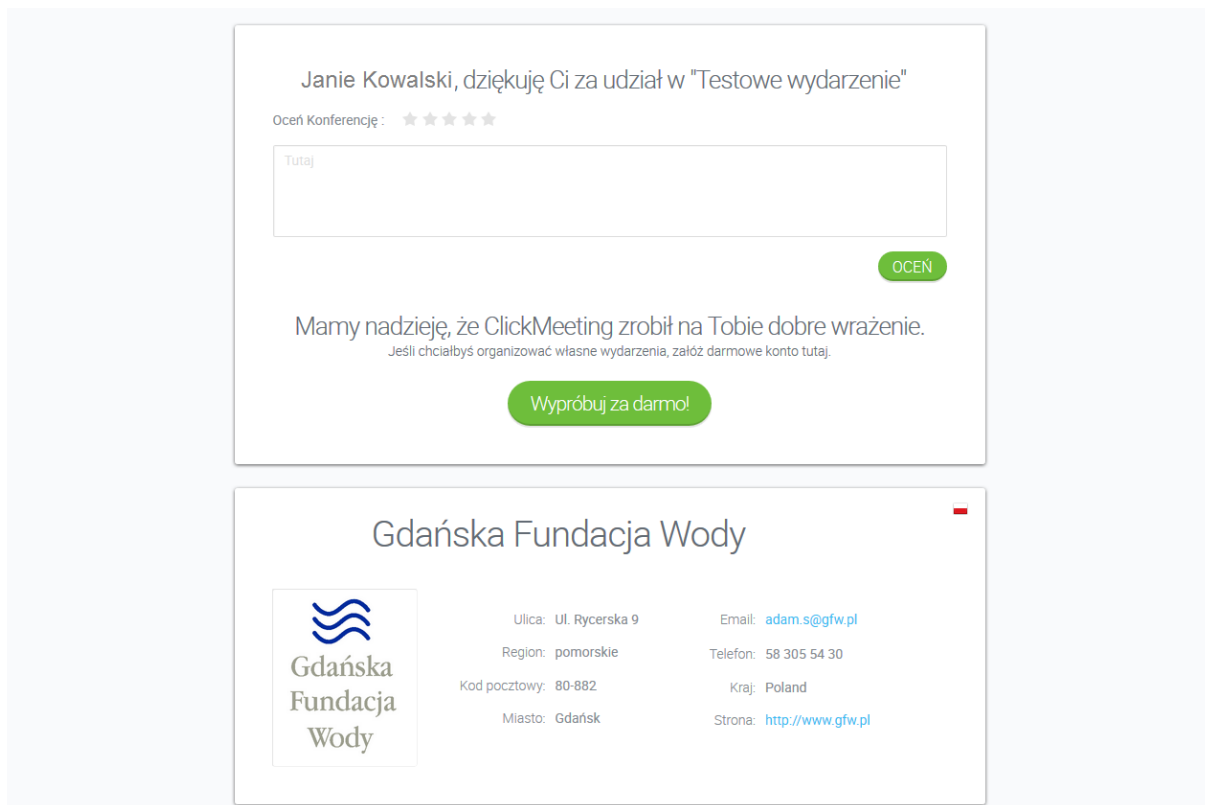 Janie Kowalski, dziękuję Ci za udział w "Testowe wydarzenie"
Oceń Konferencję :
Tutaj
OCEŃ
Mamy nadzieję, że ClickMeeting zrobił na Tobie dobre wrażenie.
Jeśli chciałbyś organizować własne wydarzenia, załóż darmowe konto tutaj.
Wypróbuj za darmo!
Gdańska Fundacja Wody
Gdańska
Fundacja
Wody
Ulica: Ul. Rycerska 9
Region: pomorskie
Kod pocztowy: 80-882
Miasto: Gdańsk
Email: adam.s@gfw.pl
Telefon: 58 305 54 30
Kraj: Poland
Strona: http://www.gfw.pl